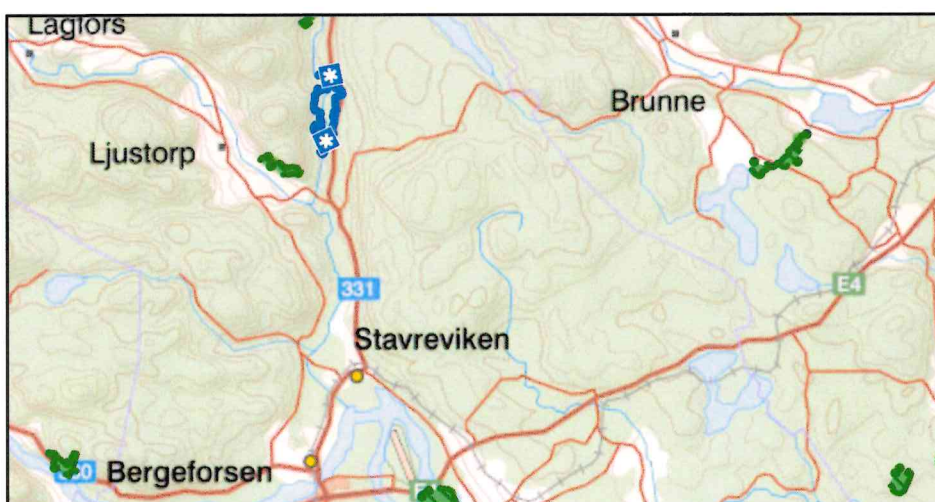 Lagfors
Brunne
Ljustorp
331
E4
Stavreviken
Bergeforsen